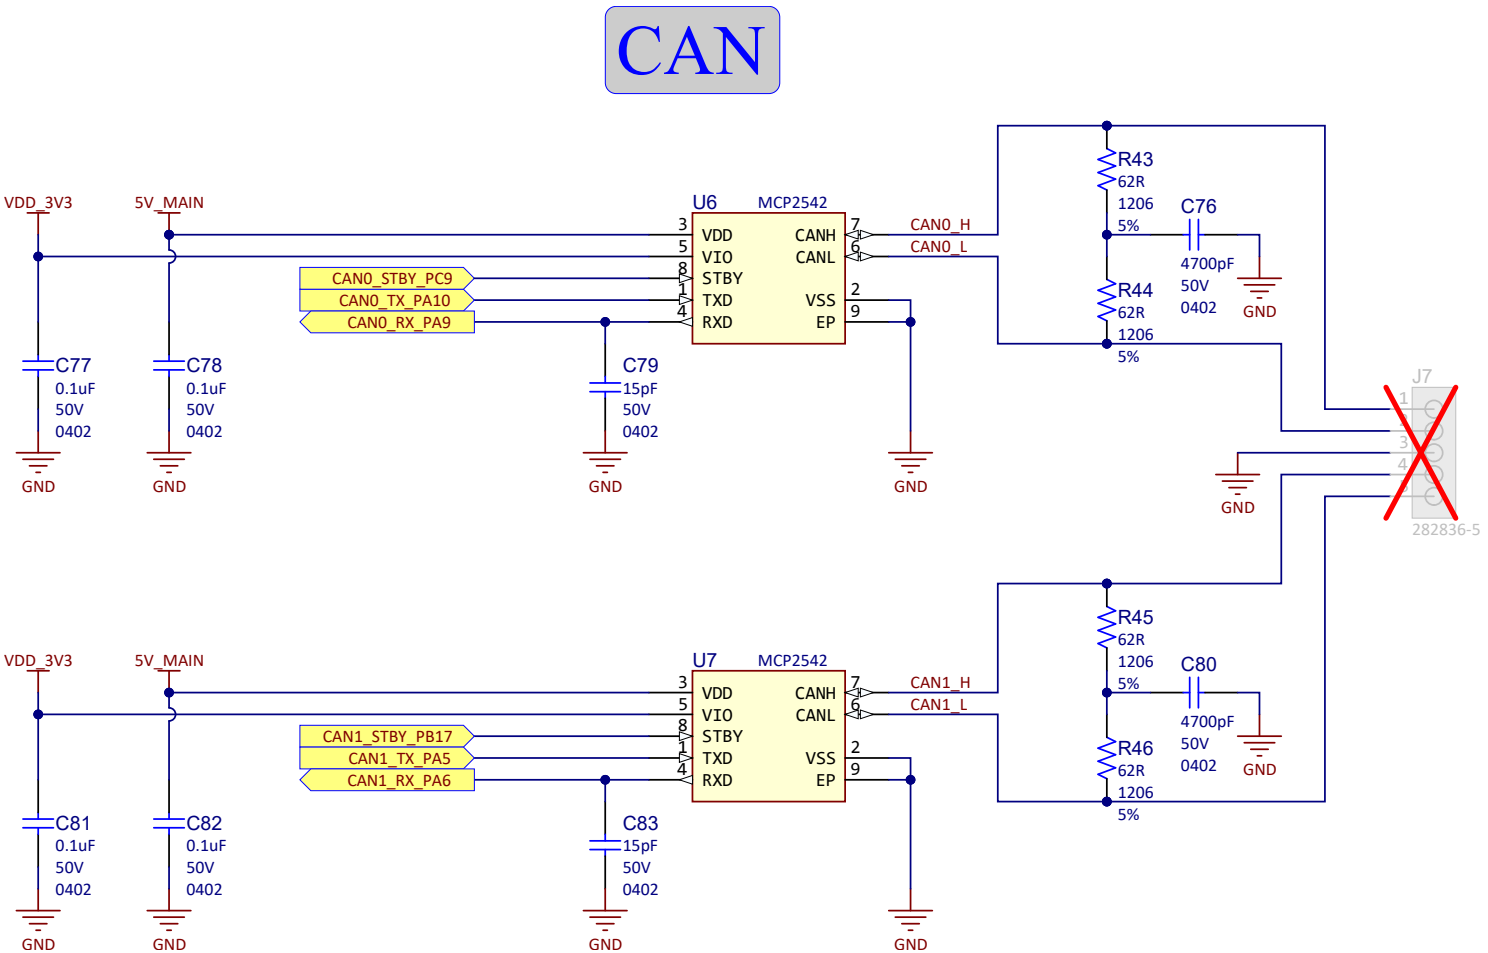 CAN
VDD_3V3
5V_MAIN
U6
MCP2542
3
VDD
5
VIO
8
STBY
1
TXD
4
RXD
CANH
7
CANL
6
VSS
2
EP
9
CAN0_STBY_PC9
CAN0_TX_PA10
CAN0_RX_PA9
CAN0_H
CAN0_L
R43
62R
1206
5%
C76
4700pF
50V
0402
GND
R44
62R
1206
5%
C77
0.1uF
50V
0402
GND
C78
0.1uF
50V
0402
GND
C79
15pF
50V
0402
GND
GND
J7
1
3
4
282836-5
GND
VDD_3V3
5V_MAIN
U7
MCP2542
3
VDD
5
VIO
8
STBY
1
TXD
4
RXD
CANH
7
CANL
6
VSS
2
EP
9
CAN1_STBY_PB17
CAN1_TX_PA5
CAN1_RX_PA6
CAN1_H
CAN1_L
R45
62R
1206
5%
C80
4700pF
50V
0402
GND
R46
62R
1206
5%
C81
0.1uF
50V
0402
GND
C82
0.1uF
50V
0402
GND
C83
15pF
50V
0402
GND
GND